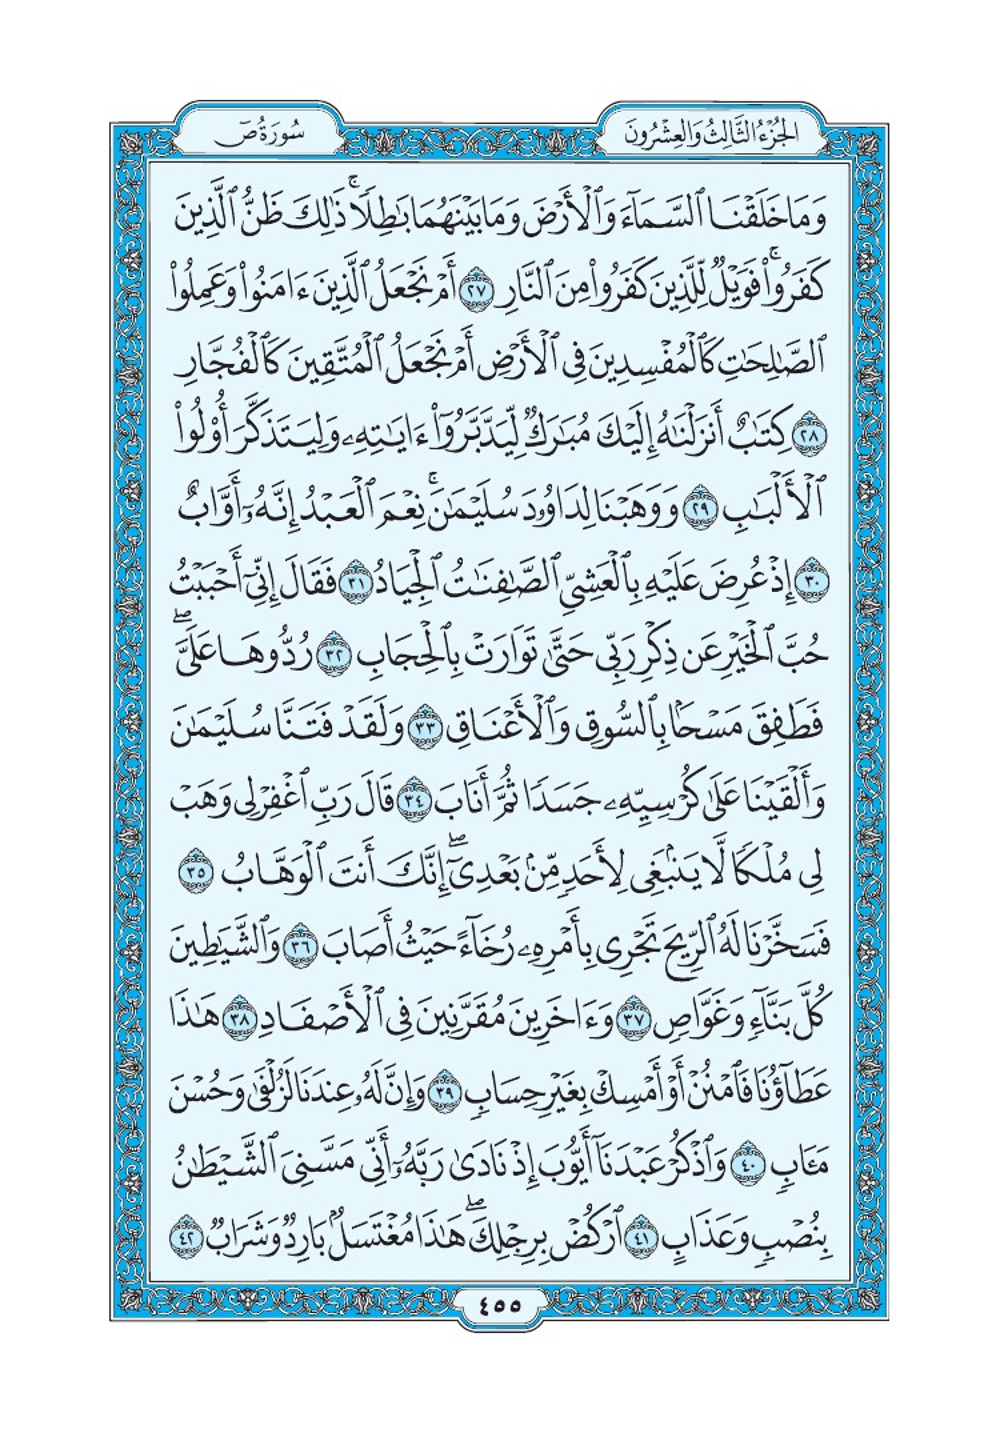 الجُزْءُ الثَّالِثُ وَالعِشْرُونَ
سُورَةُ صٓ
وَمَا خَلَقْنَا ٱلسَّمَآءَ وَٱلْأَرْضَ وَمَا بَيْنَهُمَا بَٰطِلًاۚ ذَٰلِكَ ظَنُّ ٱلَّذِينَ
كَفَرُوا۟ۚ فَوَيْلٌ لِّلَّذِينَ كَفَرُوا۟ مِنَ ٱلنَّارِ ٢٧ أَمْ نَجْعَلُ ٱلَّذِينَ ءَامَنُوا۟ وَعَمِلُوا۟
ٱلصَّٰلِحَٰتِ كَٱلْمُفْسِدِينَ فِى ٱلْأَرْضِ أَمْ نَجْعَلُ ٱلْمُتَّقِينَ كَٱلْفُجَّارِ
٢٨ كِتَٰبٌ أَنزَلْنَٰهُ إِلَيْكَ مُبَٰرَكٌ لِّيَدَّبَّرُوٓا۟ ءَايَٰتِهِۦ وَلِيَتَذَكَّرَ أُو۟لُوا۟
ٱلْأَلْبَٰبِ ٢٩ وَوَهَبْنَا لِدَاوُۥدَ سُلَيْمَٰنَۚ نِعْمَ ٱلْعَبْدُ إِنَّهُۥٓ أَوَّابٌ
٣٠ إِذْ عُرِضَ عَلَيْهِ بِٱلْعَشِىِّ ٱلصَّٰفِنَٰتُ ٱلْجِيَادُ ٣١ فَقَالَ إِنِّىٓ أَحْبَبْتُ
حُبَّ ٱلْخَيْرِ عَن ذِكْرِ رَبِّى حَتَّىٰ تَوَارَتْ بِٱلْحِجَابِ ٣٢ رُدُّوهَا عَلَىَّۖ
فَطَفِقَ مَسْحًۢا بِٱلسُّوقِ وَٱلْأَعْنَاقِ ٣٣ وَلَقَدْ فَتَنَّا سُلَيْمَٰنَ
وَأَلْقَيْنَا عَلَىٰ كُرْسِيِّهِۦ جَسَدًا ثُمَّ أَنَابَ ٣٤ قَالَ رَبِّ ٱغْفِرْ لِى وَهَبْ
لِى مُلْكًا لَّا يَنۢبَغِى لِأَحَدٍ مِّنۢ بَعْدِىٓۖ إِنَّكَ أَنتَ ٱلْوَهَّابُ ٣٥
فَسَخَّرْنَا لَهُ ٱلرِّيحَ تَجْرِى بِأَمْرِهِۦ رُخَآءً حَيْثُ أَصَابَ ٣٦ وَٱلشَّيَٰطِينَ
كُلَّ بَنَّآءٍ وَغَوَّاصٍ ٣٧ وَءَاخَرِينَ مُقَرَّنِينَ فِى ٱلْأَصْفَادِ ٣٨ هَٰذَا
عَطَآؤُنَا فَٱمْنُنْ أَوْ أَمْسِكْ بِغَيْرِ حِسَابٍ ٣٩ وَإِنَّ لَهُۥ عِندَنَا لَزُلْفَىٰ وَحُسْنَ
مَـَٔابٍ ٤٠ وَٱذْكُرْ عَبْدَنَآ أَيُّوبَ إِذْ نَادَىٰ رَبَّهُۥٓ أَنِّى مَسَّنِىَ ٱلشَّيْطَٰنُ
بِنُصْبٍ وَعَذَابٍ ٤١ ٱرْكُضْ بِرِجْلِكَۖ هَٰذَا مُغْتَسَلٌۢ بَارِدٌ وَشَرَابٌ ٤٢
٤٥٥